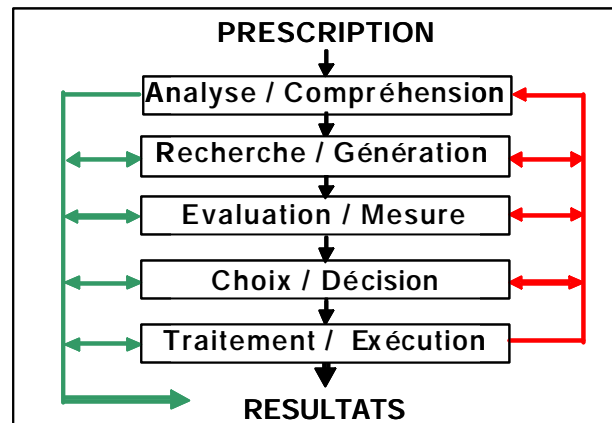 PRESCRIPTION
Analyse / Compréhension
Recherche / Génération
Evaluation / Mesure
Choix / Décision
Traitement / Exécution
RESULTATS